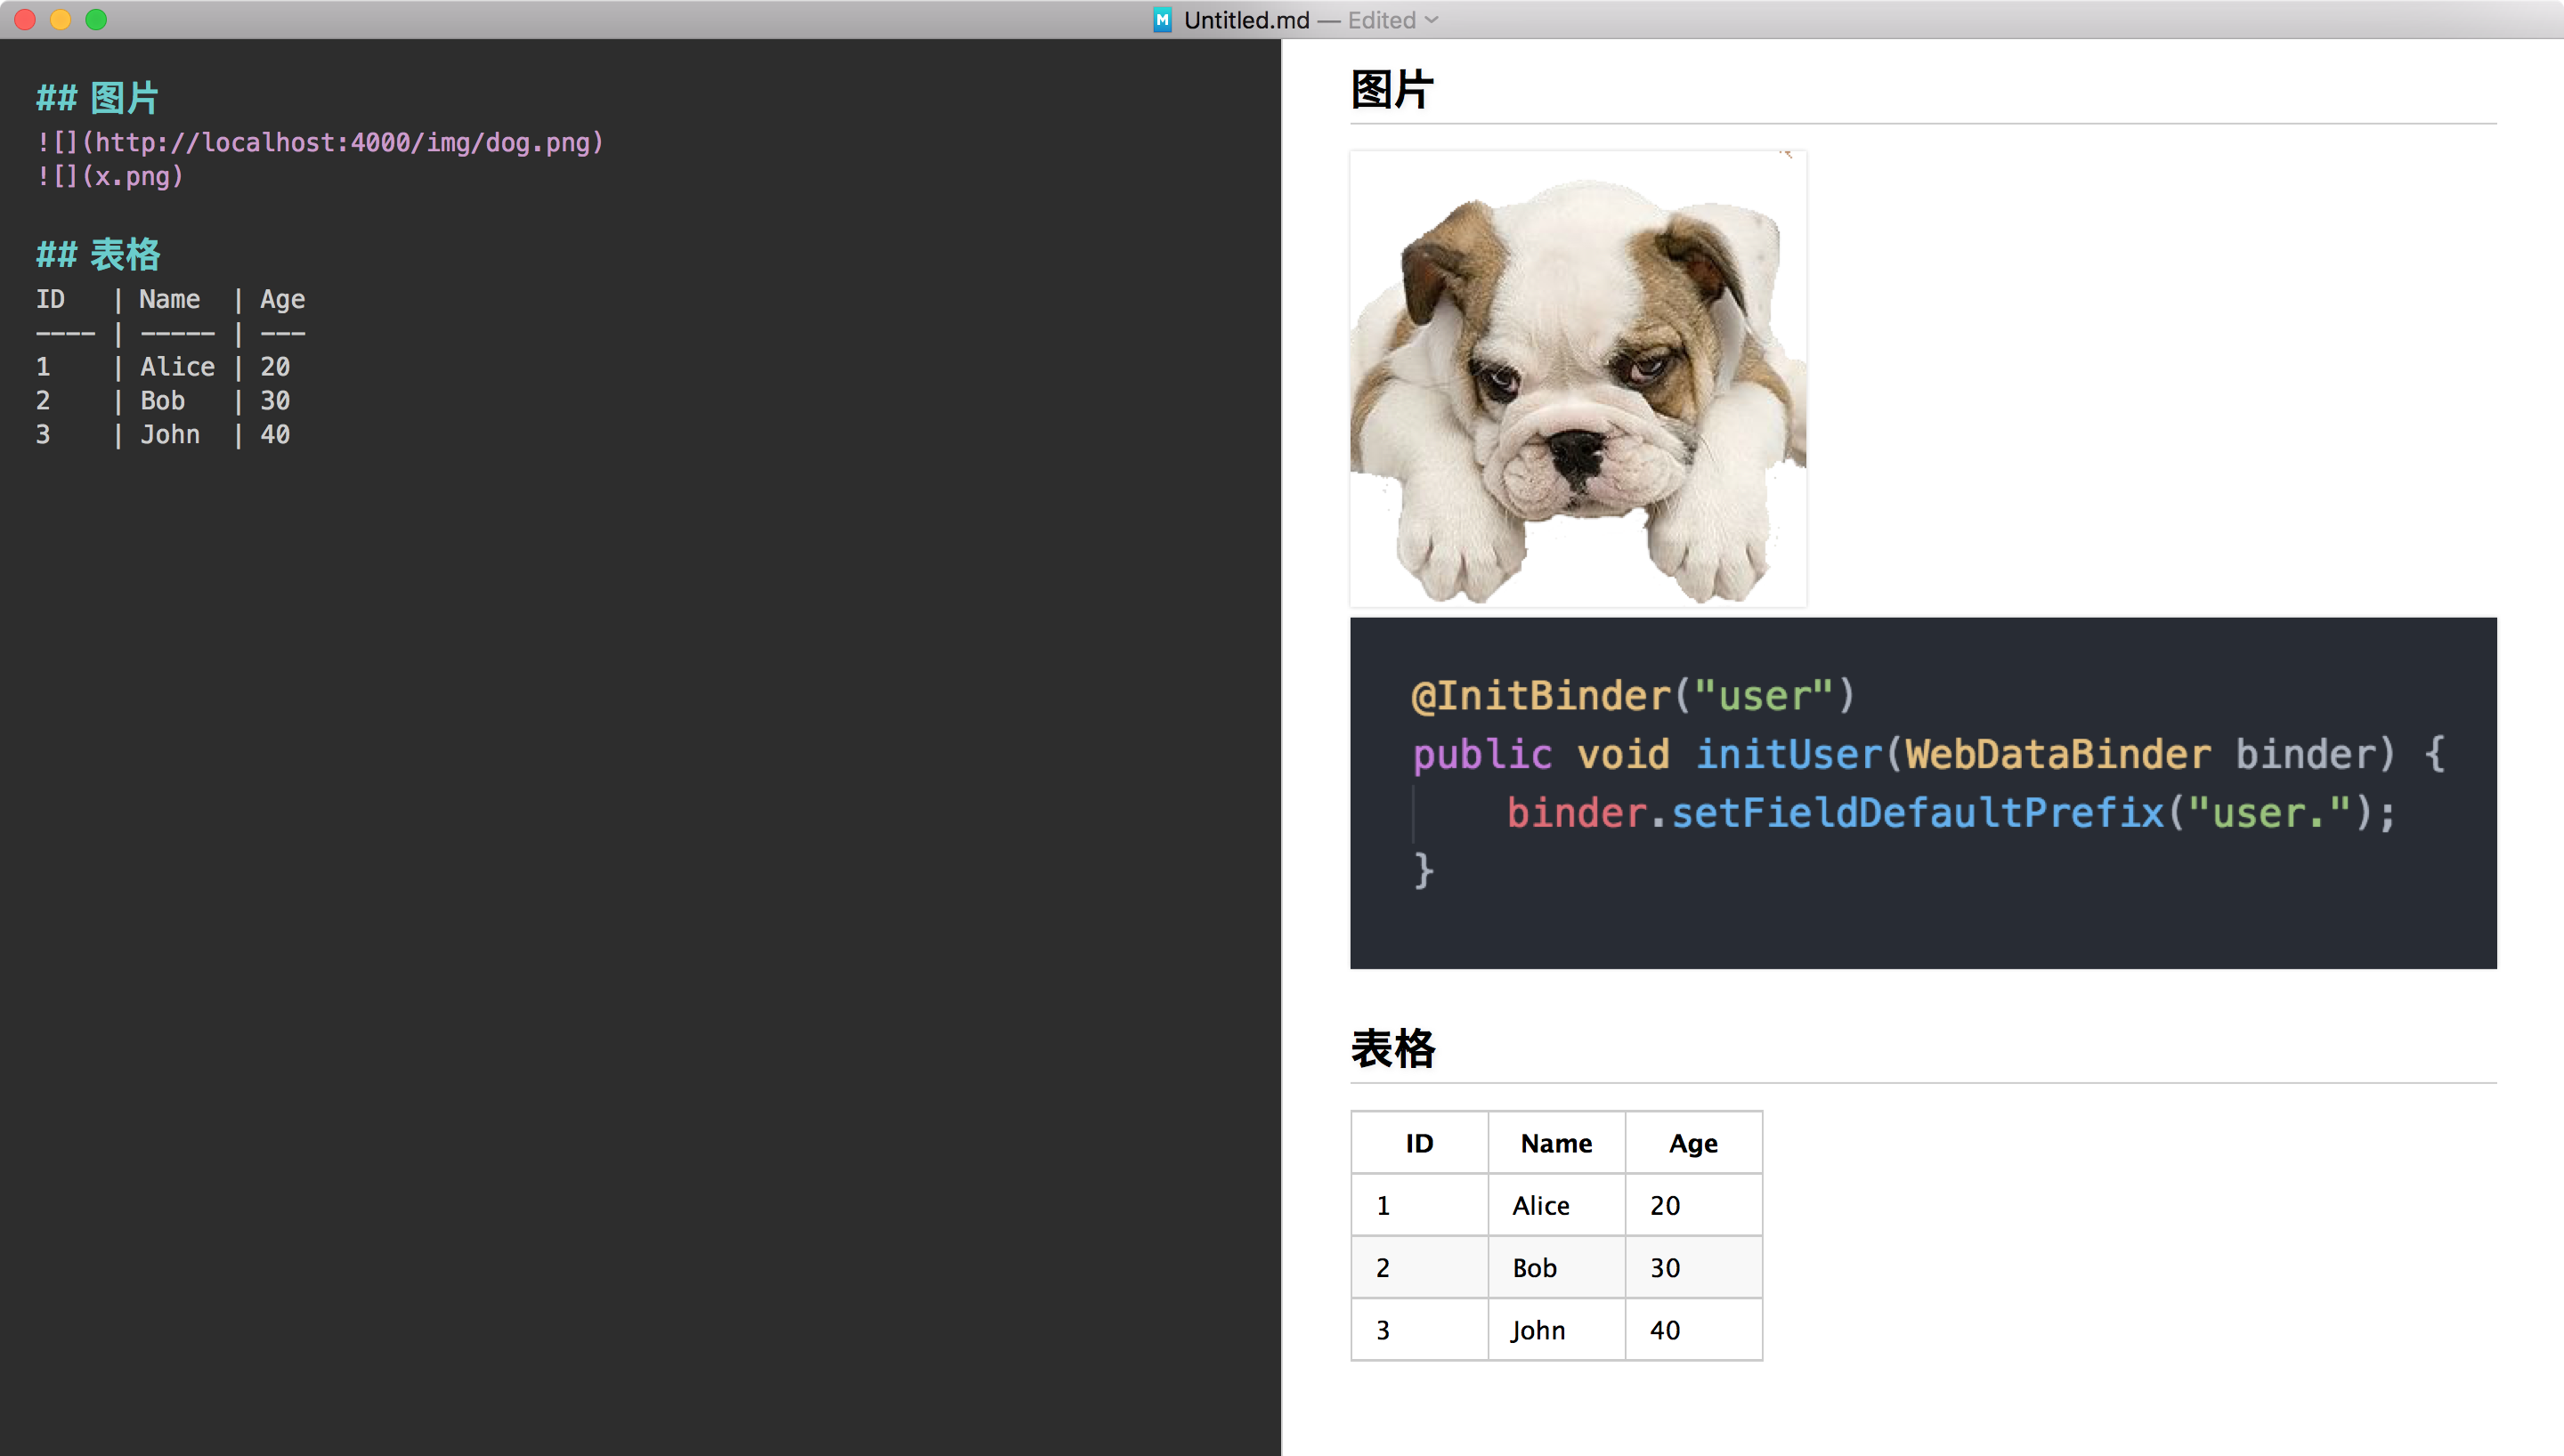 M Untitled.md — Edited
## 图片
![](http://localhost:4000/img/dog.png)
![](x.png)
## 表格
ID | Name | Age
---- | ----- | ---
1 | Alice | 20
2 | Bob | 30
3 | John | 40
图片
@InitBinder("user")
public void initUser(WebDataBinder binder) {
binder.setFieldDefaultPrefix("user.");
}
表格
ID Name Age
1 Alice 20
2 Bob 30
3 John 40